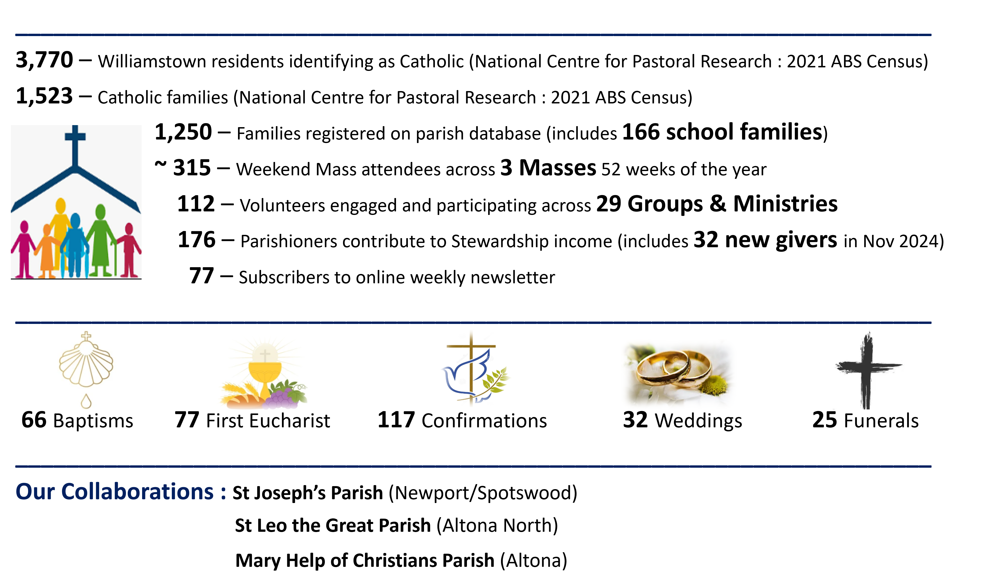 3,770 – Williamstown residents identifying as Catholic (National Centre for Pastoral Research : 2021 ABS Census)
1,523 – Catholic families (National Centre for Pastoral Research : 2021 ABS Census)
1,250 – Families registered on parish database (includes 166 school families)
~ 315 – Weekend Mass attendees across 3 Masses 52 weeks of the year
112 – Volunteers engaged and participating across 29 Groups & Ministries
176 – Parishioners contribute to Stewardship income (includes 32 new givers in Nov 2024)
77 – Subscribers to online weekly newsletter
66 Baptisms
77 First Eucharist
117 Confirmations
32 Weddings
25 Funerals
Our Collaborations : St Joseph’s Parish (Newport/Spotswood)
St Leo the Great Parish (Altona North)
Mary Help of Christians Parish (Altona)